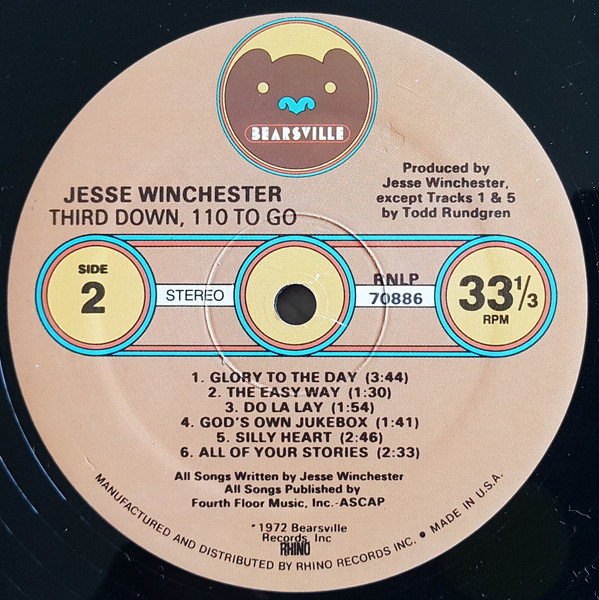 BEARSVILLE
JESSE WINCHESTER
THIRD DOWN, 110 TO GO
Produced by
Jesse Winchester,
except Tracks 1 & 5
by Todd Rundgren
SIDE
2
STEREO
RNLP
70886
33 1/3
RPM
1. GLORY TO THE DAY (3:44)
2. THE EASY WAY (1:30)
3. DO LA LAY (1:54)
4. GOD'S OWN JUKEBOX (1:41)
5. SILLY HEART (2:46)
6. ALL OF YOUR STORIES (2:33)
All Songs Written by Jesse Winchester
All Songs Published by
Fourth Floor Music, Inc.-ASCAP
1972 Bearsville
Records, Inc
RHINO
MANUFACTURED AND DISTRIBUTED BY RHINO RECORDS INC. • MADE IN U.S.A.